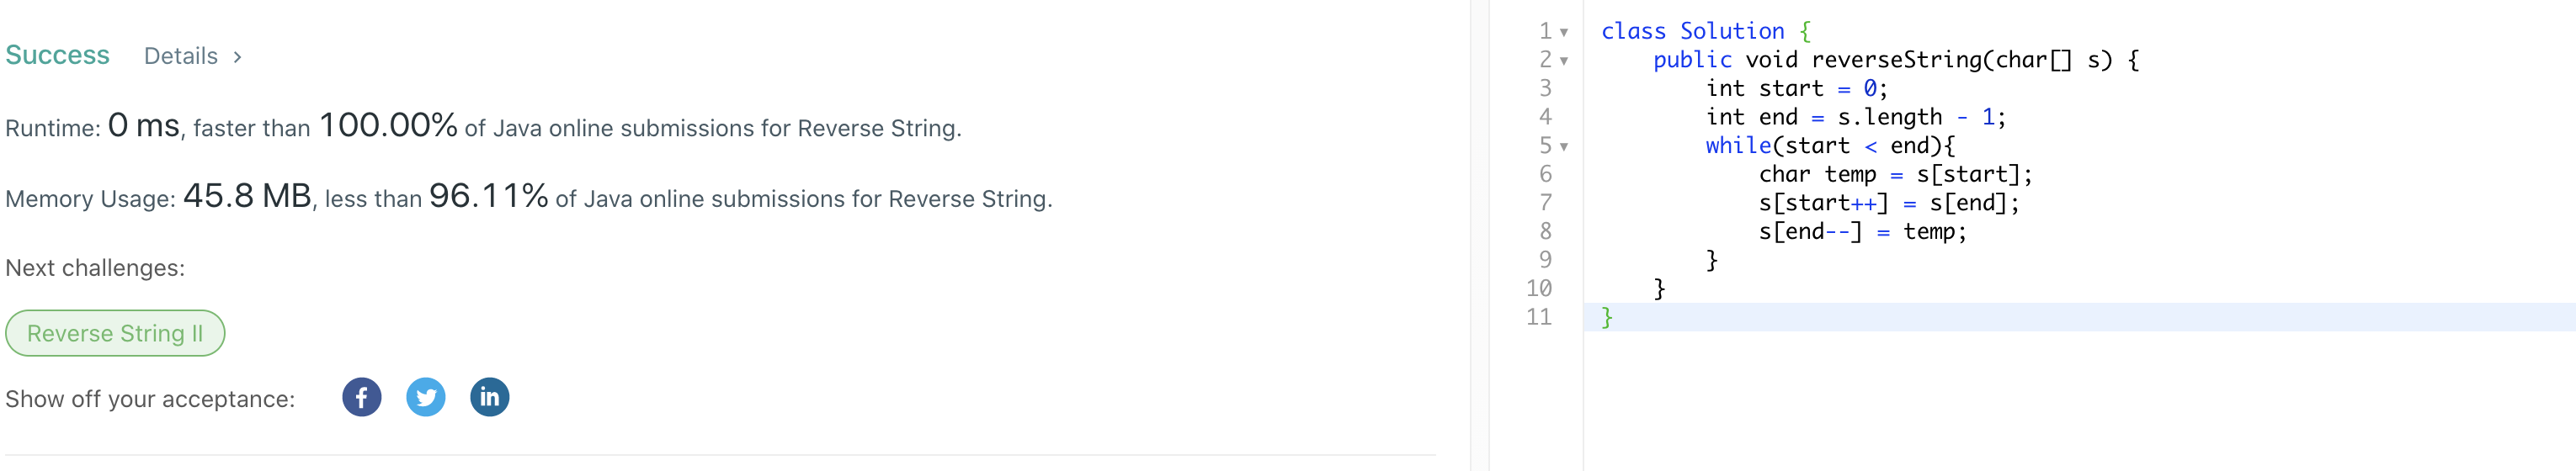 Success Details >
Runtime: 0 ms, faster than 100.00% of Java online submissions for Reverse String.
Memory Usage: 45.8 MB, less than 96.11% of Java online submissions for Reverse String.
Next challenges:
Reverse String II
Show off your acceptance: f in
1 class Solution {
2     public void reverseString(char[] s) {
3         int start = 0;
4         int end = s.length - 1;
5         while(start < end){
6             char temp = s[start];
7             s[start++] = s[end];
8             s[end--] = temp;
9         }
10     }
11 }